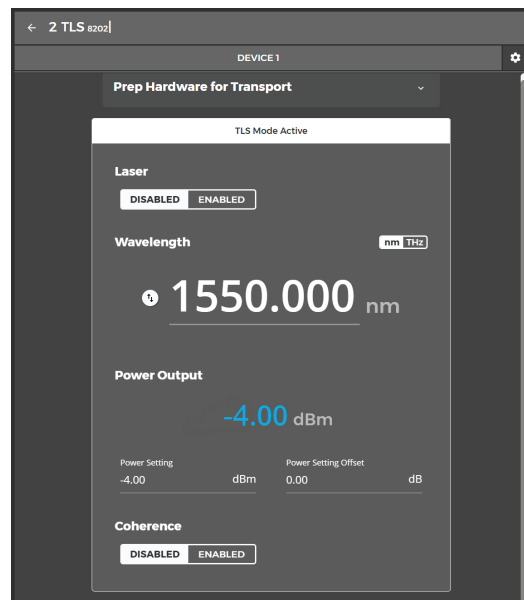 2 TLS 8202
DEVICE 1
Prep Hardware for Transport
TLS Mode Active
Laser
DISABLED ENABLED
Wavelength
nm THz
1550.000 nm
Power Output
-4.00 dBm
Power Setting Power Setting Offset
-4.00 dBm 0.00 dB
Coherence
DISABLED ENABLED